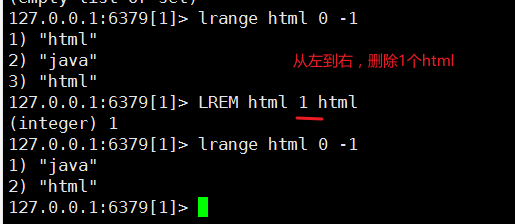 (empty list or set)
127.0.0.1:6379[1]> lrange html 0 -1
1) "html"
2) "java"
从左到右，删除1个html
3) "html"
127.0.0.1:6379[1]> LREM html 1 html
(integer) 1
127.0.0.1:6379[1]> lrange html 0 -1
1) "java"
2) "html"
127.0.0.1:6379[1]>